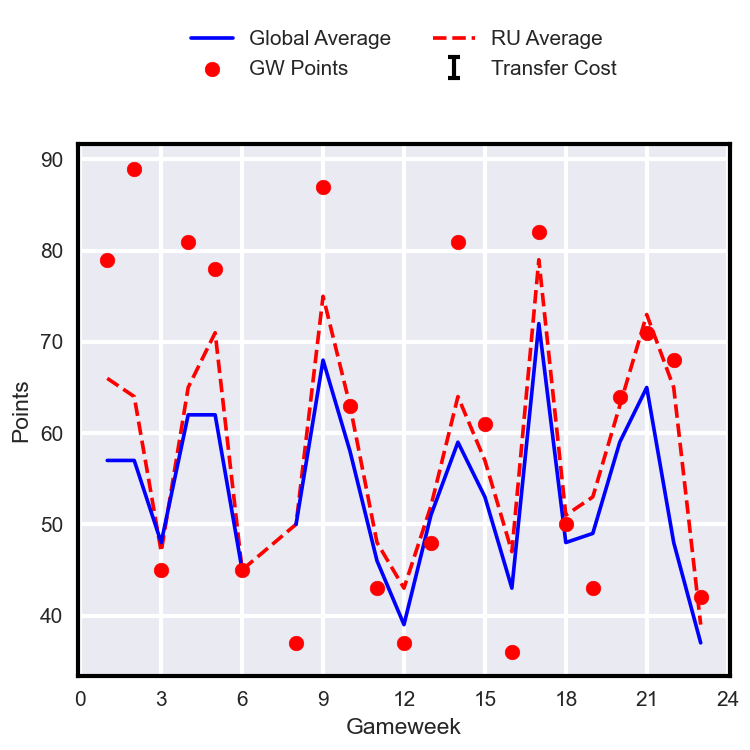 Global Average
RU Average
GW Points
Transfer Cost
90
80
70
60
50
40
Points
0 3 6 9 12 15 18 21 24
Gameweek